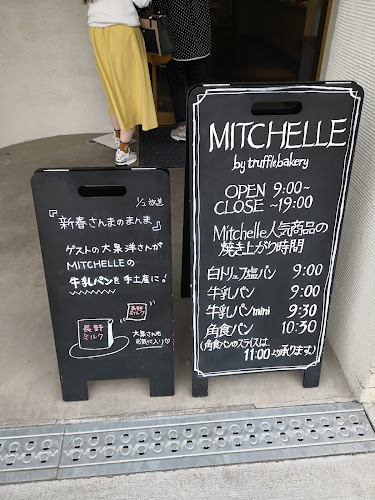 1/2 放送
『新春さんまのまんま』
ゲストの大泉洋さんが
MITCHELLEの
牛乳パンを手土産に!
長野
ミルク
長野
ミルク
大泉さんも
お気に入り♡
MITCHELLE
by truffle bakery
OPEN 9:00~
CLOSE ~19:00
Mitchelle人気商品の
焼き上がり時間
白トリュフ塩パン 9:00
牛乳パン 9:00
牛乳パンmini 9:30
角食パン 10:30
(角食パンのスライスは、
11:00より承ります。)